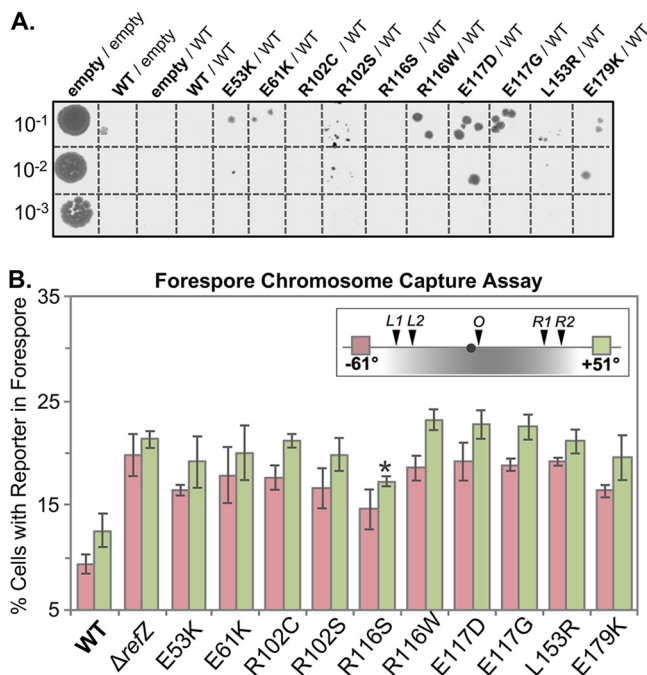 A.
empty / empty
WT / empty
empty / WT
WT / WT
E53K / WT
E61K / WT
R102C / WT
R102S / WT
R116S / WT
R116W / WT
E117D / WT
E117G / WT
L153R / WT
E179K / WT
10-1
10-2
10-3
B. Forespore Chromosome Capture Assay
% Cells with Reporter in Forespore
35
25
15
5
L1 L2 O R1 R2
-61° +51°
*
WT ΔrefZ E53K E61K R102C R102S R116S R116W E117D E117G L153R E179K